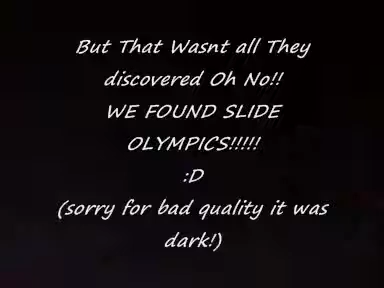 But That Wasnt all They
discovered Oh No!!
WE FOUND SLIDE
OLYMPICS!!!!!
:D
(sorry for bad quality it was
dark!)